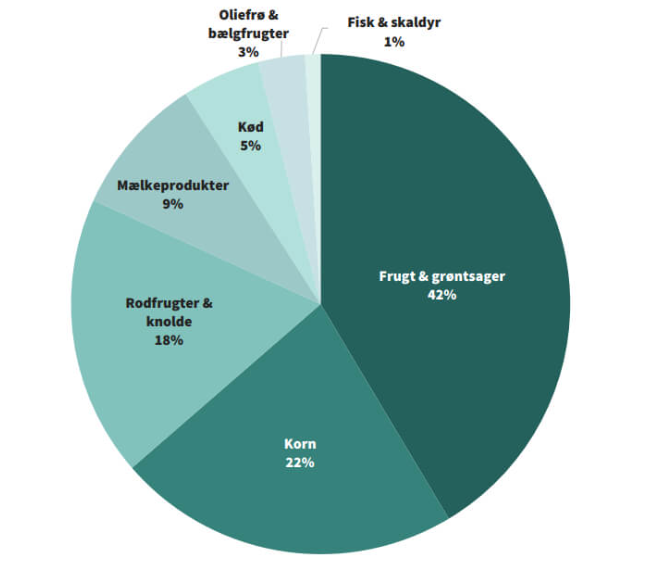 Oliefrø &
bælgfrugter
3%
Fisk & skaldyr
1%
Kød
5%
Mælkeprodukter
9%
Frugt & grøntsager
42%
Rodfrugter &
knolde
18%
Korn
22%